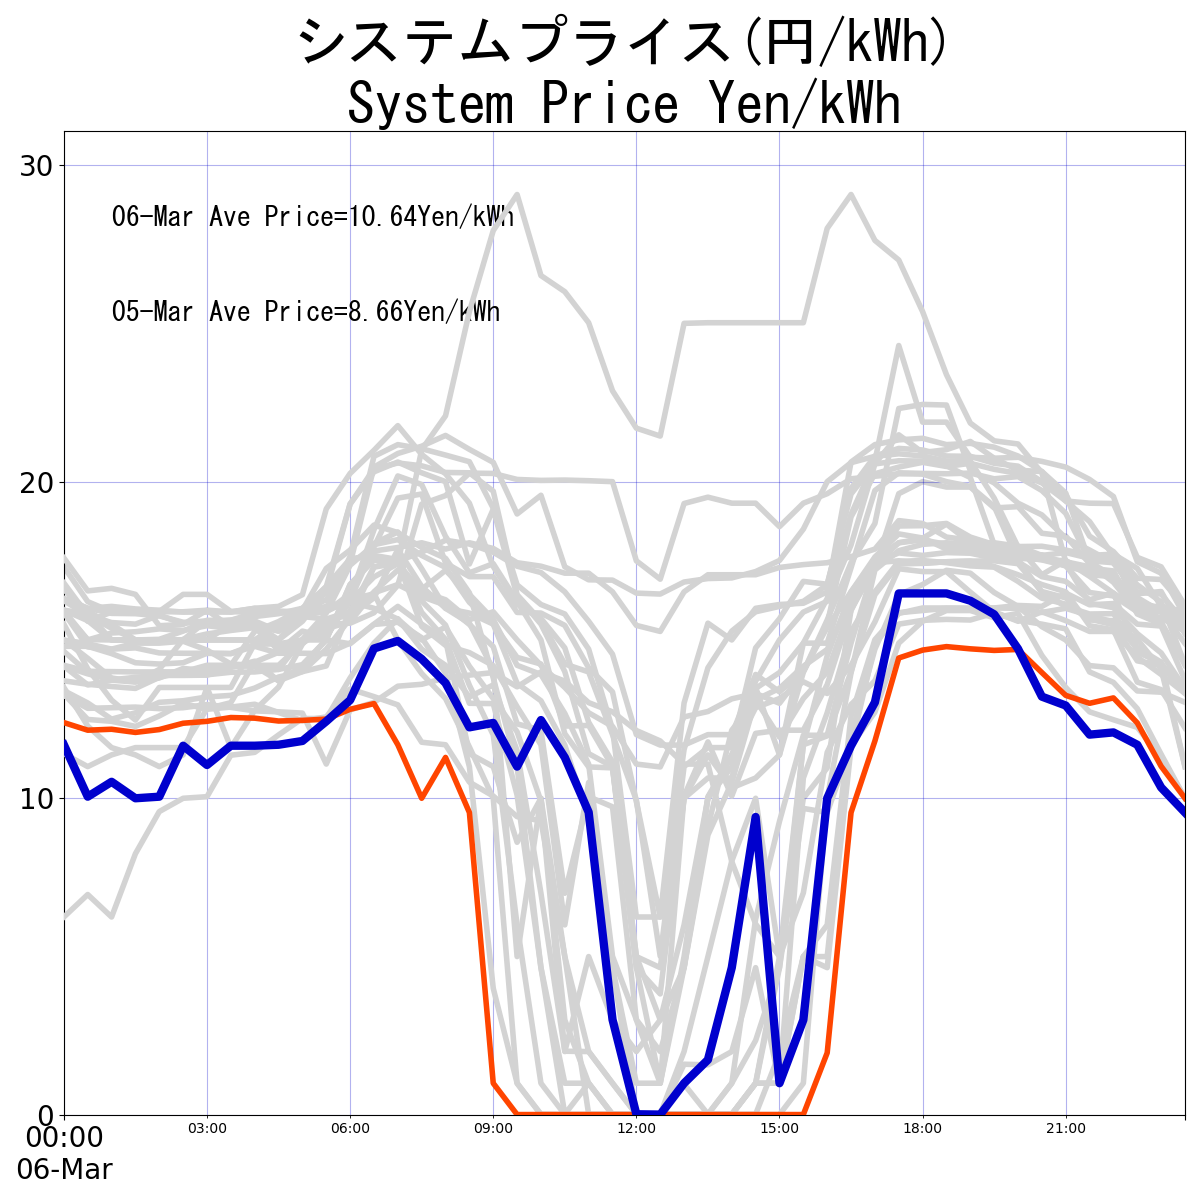 システムプライス(円/kWh)
System Price Yen/kWh
30
06-Mar Ave Price=10.64Yen/kWh
05-Mar Ave Price=8.66Yen/kWh
20
10
0
00:00 03:00 06:00 09:00 12:00 15:00 18:00 21:00
06-Mar